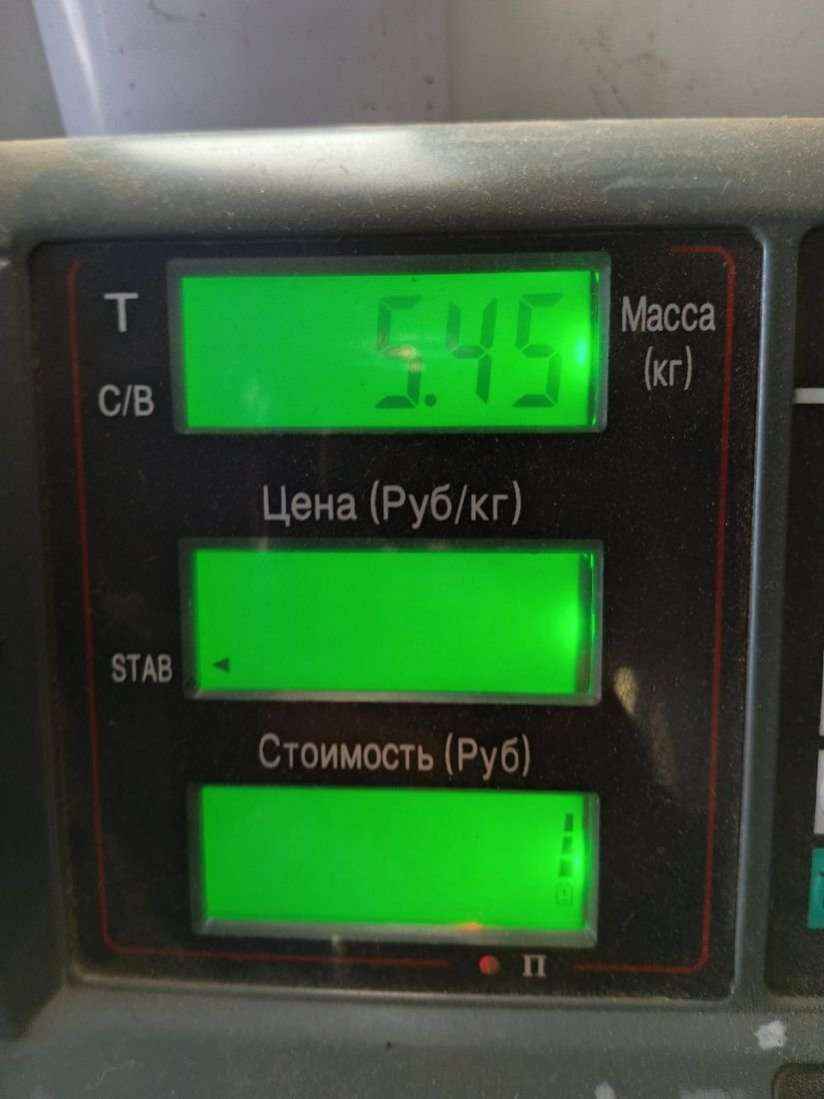 T
5.45
Масса
(кг)
С/В
Цена (Руб/кг)
STAB
Стоимость (Руб)
П